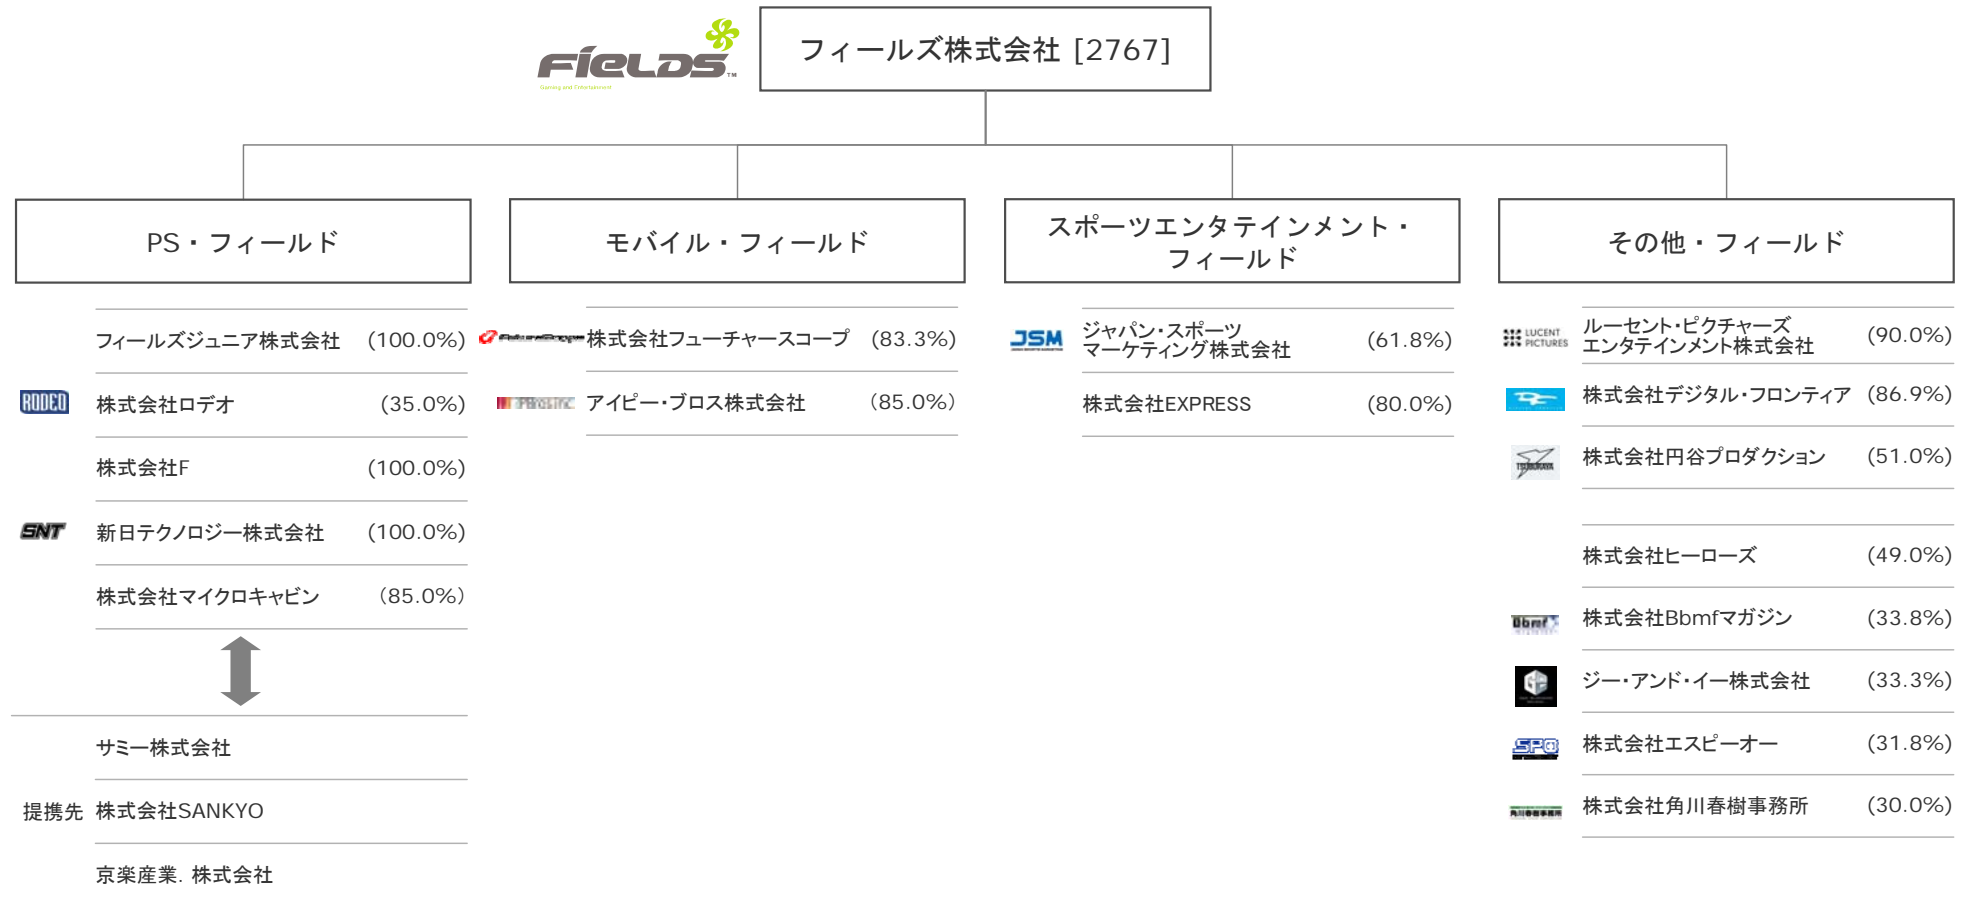 FIELDS
TM
Gaming and Entertainment
フィールズ株式会社 [2767]
PS・フィールド
フィールズジュニア株式会社 (100.0%)
RODEO
株式会社ロデオ (35.0%)
株式会社F (100.0%)
SNT
新日テクノロジー株式会社 (100.0%)
株式会社マイクロキャビン (85.0%)
サミー株式会社
提携先 株式会社SANKYO
京楽産業. 株式会社
モバイル・フィールド
株式会社フューチャースコープ (83.3%)
アイピー・ブロス株式会社 (85.0%)
スポーツエンタテインメント・
フィールド
JSM
ジャパン・スポーツ
マーケティング株式会社 (61.8%)
株式会社EXPRESS (80.0%)
その他・フィールド
LUCENT
PICTURES
ルーセント・ピクチャーズ
エンタテインメント株式会社 (90.0%)
株式会社デジタル・フロンティア (86.9%)
TSUBURAYA
株式会社円谷プロダクション (51.0%)
株式会社ヒーローズ (49.0%)
Bbmf
株式会社Bbmfマガジン (33.8%)
ジー・アンド・イー株式会社 (33.3%)
SPO
株式会社エスピーオー (31.8%)
角川春樹事務所
株式会社角川春樹事務所 (30.0%)